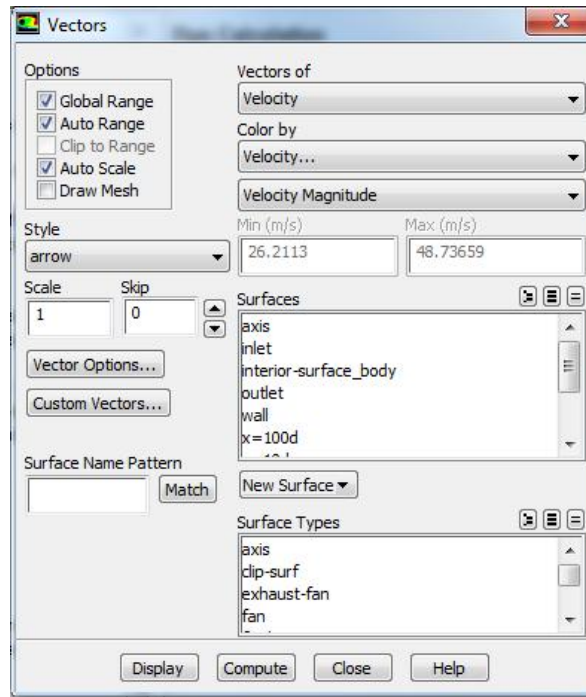 Vectors
Options
Global Range
Auto Range
Clip to Range
Auto Scale
Draw Mesh
Style
arrow
Scale Skip
1 0
Vector Options...
Custom Vectors...
Surface Name Pattern
Match
Vectors of
Velocity
Color by
Velocity...
Velocity Magnitude
Min (m/s) Max (m/s)
26.2113 48.73659
Surfaces
axis
inlet
interior-surface_body
outlet
wall
x=100d
New Surface
Surface Types
axis
clip-surf
exhaust-fan
fan
Display Compute Close Help